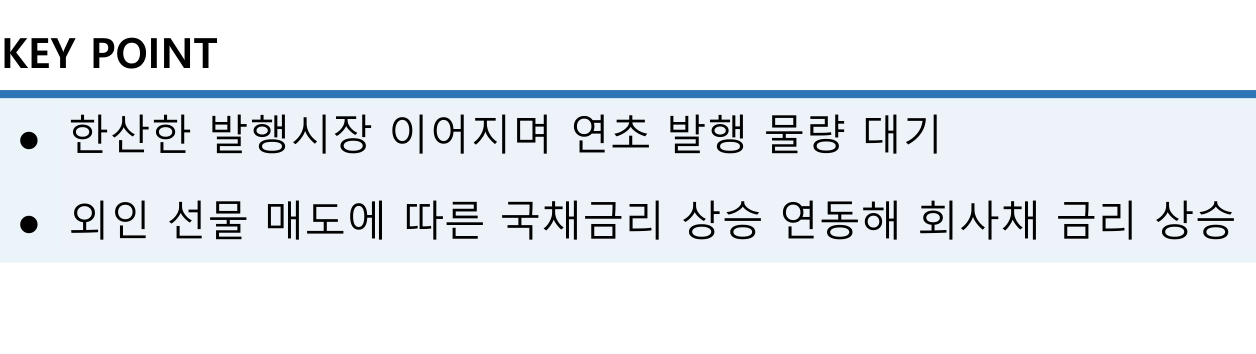 KEY POINT
● 한산한 발행시장 이어지며 연초 발행 물량 대기
● 외인 선물 매도에 따른 국채금리 상승 연동해 회사채 금리 상승